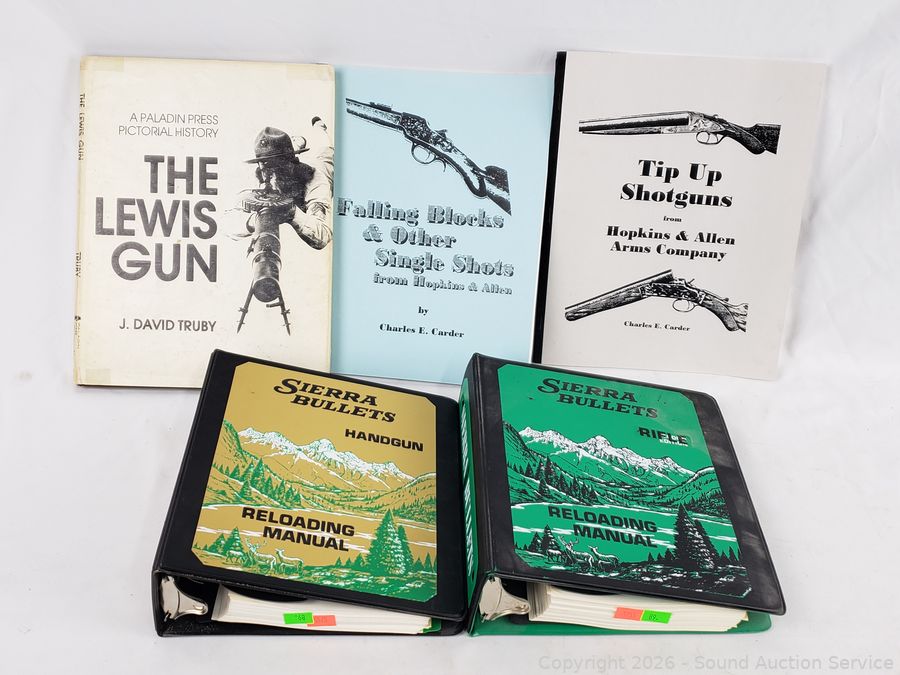 THE LEWIS GUN
TRUBY
A PALADIN PRESS
PICTORIAL HISTORY
THE
LEWIS
GUN
J. DAVID TRUBY
Falling Blocks
& Other
Single Shots
from Hopkins & Allen
by
Charles E. Carder
Tip Up
Shotguns
from
Hopkins & Allen
Arms Company
Charles E. Carder
SIERRA
BULLETS
HANDGUN
RELOADING
MANUAL
SIERRA
BULLETS
RIFLE
EDITION
RELOADING
MANUAL
Copyright 2026 - Sound Auction Service